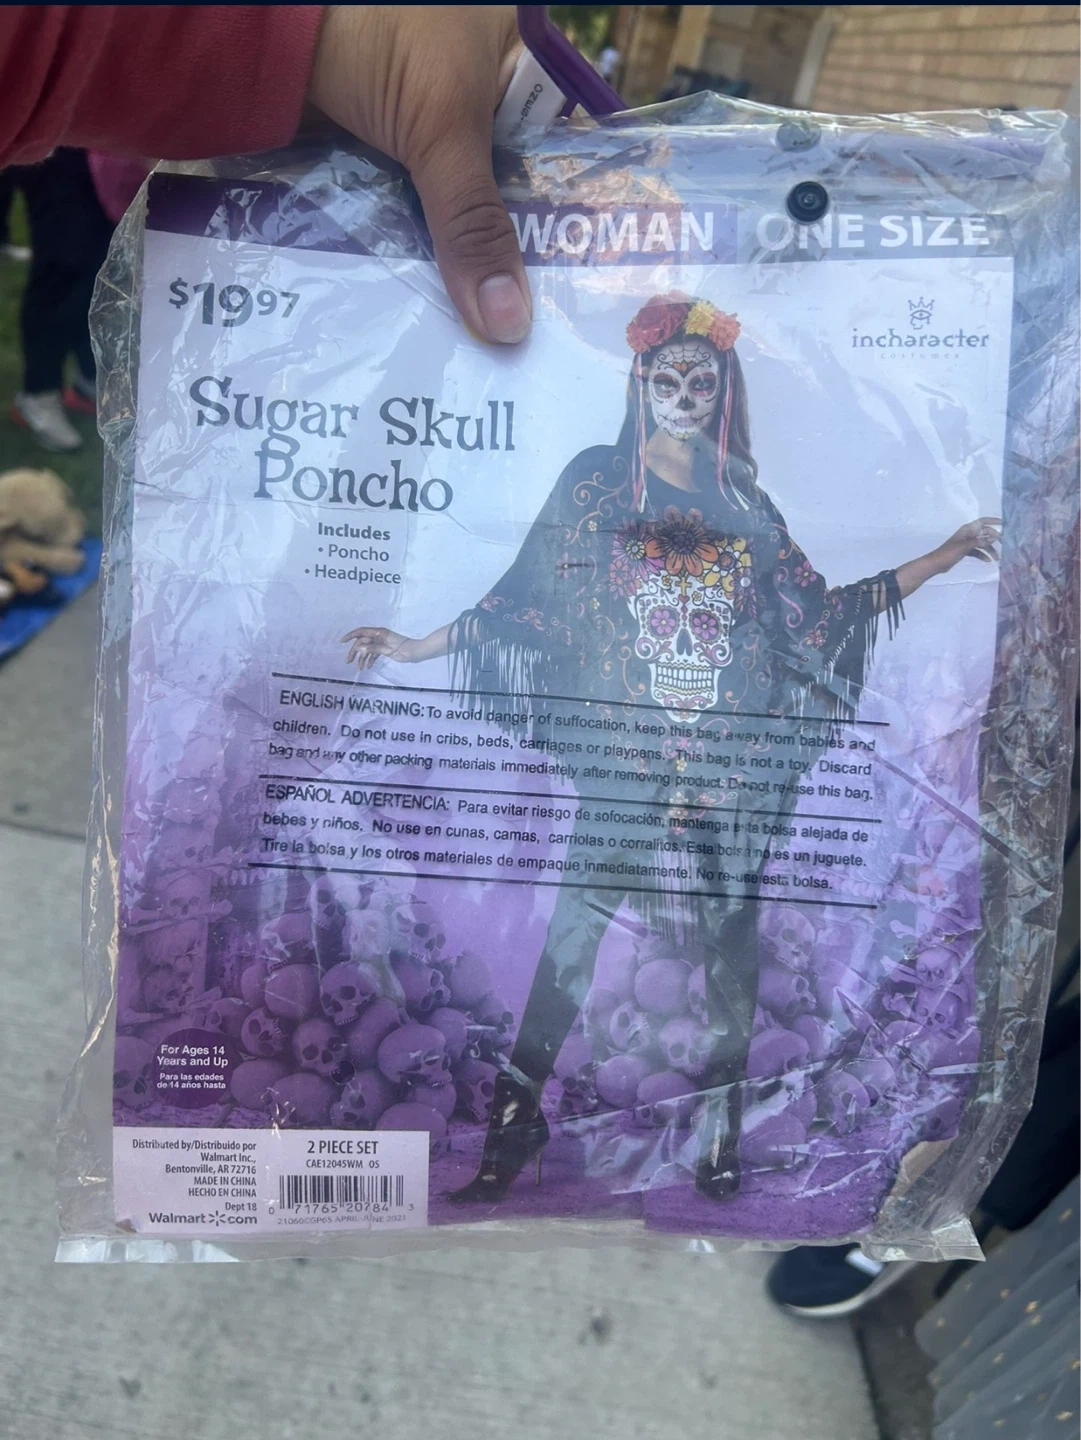 WOMAN ONE SIZE
$19.97
incharacter
costumes
Sugar Skull
Poncho
Includes
• Poncho
• Headpiece
ENGLISH WARNING: To avoid danger of suffocation, keep this bag away from babies and
children. Do not use in cribs, beds, carriages or playpens. This bag is not a toy. Discard
bag and any other packing materials immediately after removing product. Do not re-use this bag.
ESPAÑOL ADVERTENCIA: Para evitar riesgo de sofocación, mantenga esta bolsa alejada de
bebes y niños. No use en cunas, camas, carriolas o corralitos. Esta bolsa no es un juguete.
Tire la bolsa y los otros materiales de empaque inmediatamente. No re-use esta bolsa.
For Ages 14
Years and Up
Para las edades
de 14 años hasta
Distributed by/Distribuido por
Walmart Inc.,
Bentonville, AR 72716
MADE IN CHINA
HECHO EN CHINA
Dept 18
Walmart.com
2 PIECE SET
CAE12045WM OS
0 71765 20784 3
21060CGP65 APRIL-JUNE 2021